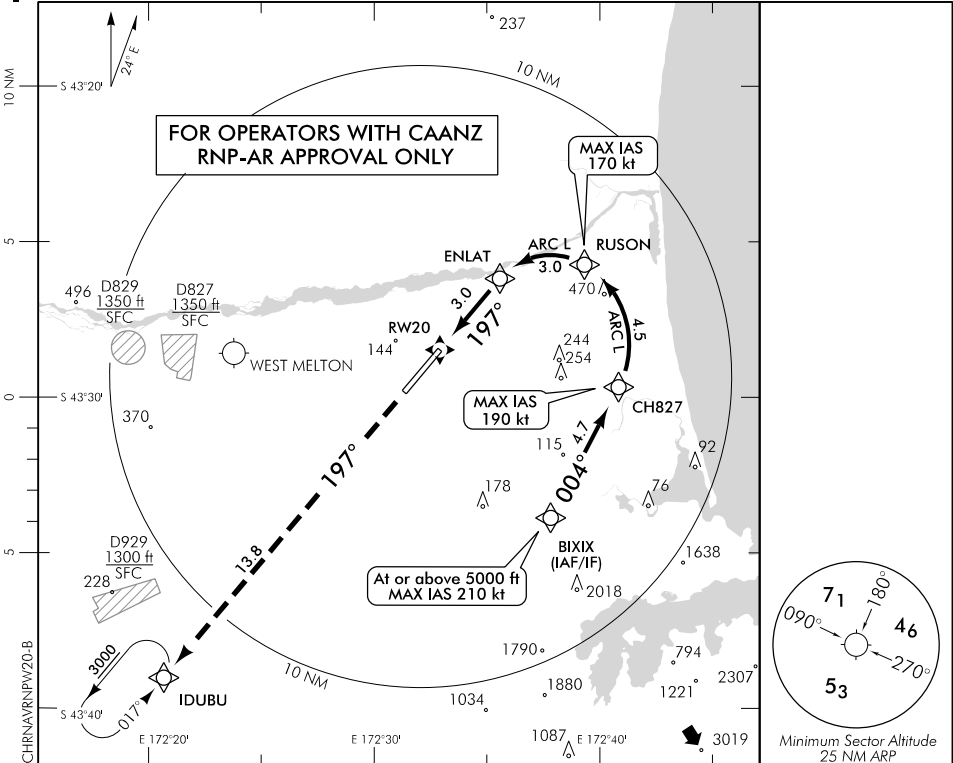 237
24° E
10 NM
S 43°20'
10 NM
FOR OPERATORS WITH CAANZ
RNP-AR APPROVAL ONLY
MAX IAS
170 kt
5
ENLAT
ARC L
3.0
RUSON
496
D829
1350 ft
SFC
D827
1350 ft
SFC
470
3.0
197°
ARC L
4.5
RW20
144
244
254
WEST MELTON
0
S 43°30'
MAX IAS
190 kt
CH827
370
197°
115
4.7
004°
92
178
76
5
D929
1300 ft
SFC
228
13.8
BIXIX
(IAF/IF)
At or above 5000 ft
MAX IAS 210 kt
1638
2018
71
180°
090°
46
270°
53
3000
017°
IDUBU
10 NM
1790
794
2307
1880
1221
1034
S 43°40'
E 172°20'
E 172°30'
1087
E 172°40'
3019
Minimum Sector Altitude
25 NM ARP
CHRNAVRNPW20-B